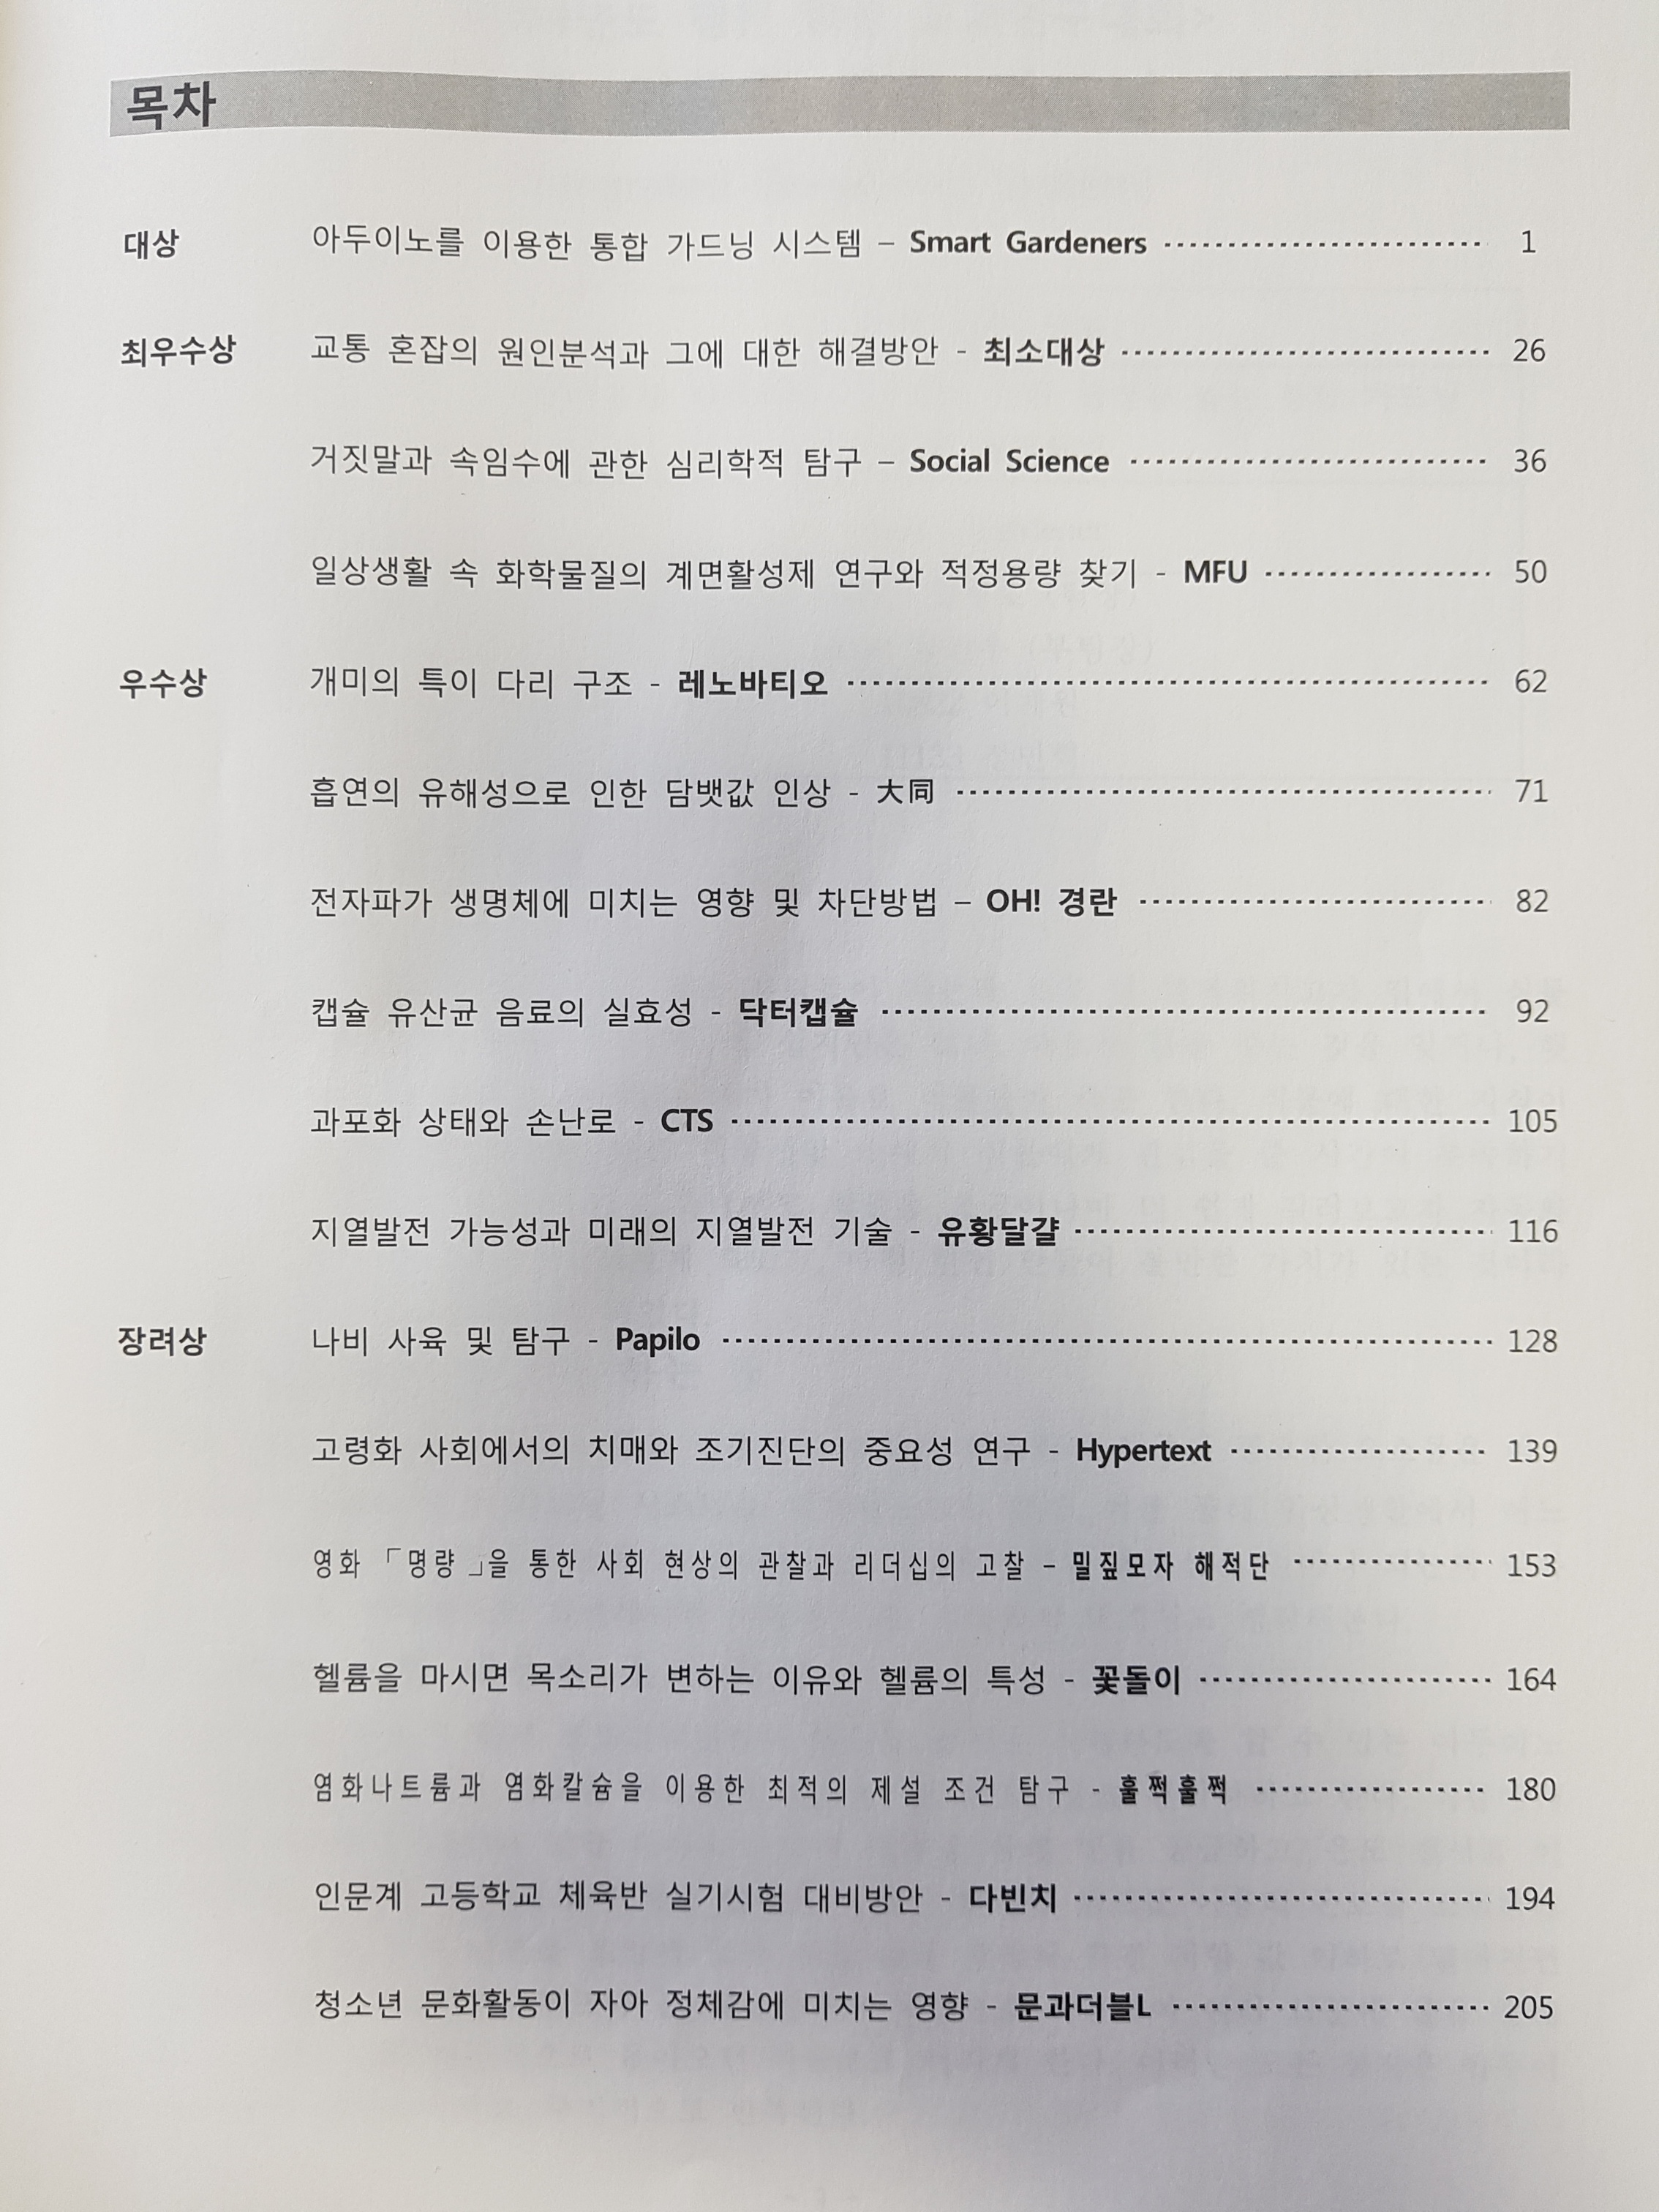 목차
대상 아두이노를 이용한 통합 가드닝 시스템 – Smart Gardeners ······························ 1
최우수상 교통 혼잡의 원인분석과 그에 대한 해결방안 - 최소대상 ··································· 26
거짓말과 속임수에 관한 심리학적 탐구 – Social Science ·································· 36
일상생활 속 화학물질의 계면활성제 연구와 적정용량 찾기 - MFU ····················· 50
우수상 개미의 특이 다리 구조 - 레노바티오 ···························································· 62
흡연의 유해성으로 인한 담뱃값 인상 - 大同 ·················································· 71
전자파가 생명체에 미치는 영향 및 차단방법 – OH! 경란 ································· 82
캡슐 유산균 음료의 실효성 - 닥터캡슐 ························································· 92
과포화 상태와 손난로 - CTS ······································································· 105
지열발전 가능성과 미래의 지열발전 기술 - 유황달걀 ······································· 116
장려상 나비 사육 및 탐구 - Papilo ········································································ 128
고령화 사회에서의 치매와 조기진단의 중요성 연구 - Hypertext ························ 139
영화 「명량」을 통한 사회 현상의 관찰과 리더십의 고찰 – 밀짚모자 해적단 ··················· 153
헬륨을 마시면 목소리가 변하는 이유와 헬륨의 특성 - 꽃돌이 ··························· 164
염화나트륨과 염화칼슘을 이용한 최적의 제설 조건 탐구 - 훌쩍훌쩍 ······················ 180
인문계 고등학교 체육반 실기시험 대비방안 - 다빈치 ······································· 194
청소년 문화활동이 자아 정체감에 미치는 영향 - 문과더블L ······························ 205